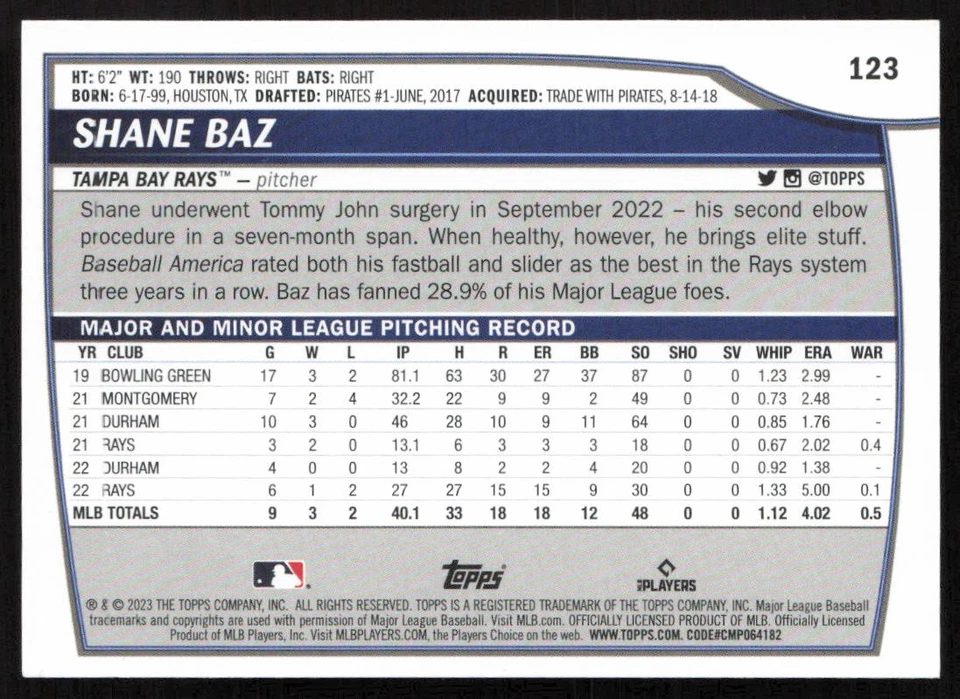 123
HT: 6'2" WT: 190 THROWS: RIGHT BATS: RIGHT
BORN: 6-17-99, HOUSTON, TX DRAFTED: PIRATES #1-JUNE, 2017 ACQUIRED: TRADE WITH PIRATES, 8-14-18
SHANE BAZ
TAMPA BAY RAYS™ – pitcher @TOPPS
Shane underwent Tommy John surgery in September 2022 – his second elbow
procedure in a seven-month span. When healthy, however, he brings elite stuff.
Baseball America rated both his fastball and slider as the best in the Rays system
three years in a row. Baz has fanned 28.9% of his Major League foes.
MAJOR AND MINOR LEAGUE PITCHING RECORD
YR CLUB G W L IP H R ER BB SO SHO SV WHIP ERA WAR
19 BOWLING GREEN 17 3 2 81.1 63 30 27 37 87 0 0 1.23 2.99 -
21 MONTGOMERY 7 2 4 32.2 22 9 9 2 49 0 0 0.73 2.48 -
21 DURHAM 10 3 0 46 28 10 9 11 64 0 0 0.85 1.76 -
21 RAYS 3 2 0 13.1 6 3 3 3 18 0 0 0.67 2.02 0.4
22 DURHAM 4 0 0 13 8 2 2 4 20 0 0 0.92 1.38 -
22 RAYS 6 1 2 27 27 15 15 9 30 0 0 1.33 5.00 0.1
MLB TOTALS 9 3 2 40.1 33 18 18 12 48 0 0 1.12 4.02 0.5
Topps MLB PLAYERS
® & © 2023 THE TOPPS COMPANY, INC. ALL RIGHTS RESERVED. TOPPS IS A REGISTERED TRADEMARK OF THE TOPPS COMPANY, INC. Major League Baseball
trademarks and copyrights are used with permission of Major League Baseball. Visit MLB.com. OFFICIALLY LICENSED PRODUCT OF MLB. Officially Licensed
Product of MLB Players, Inc. Visit MLBPLAYERS.COM, the Players Choice on the web. WWW.TOPPS.COM. CODE#CMP064182